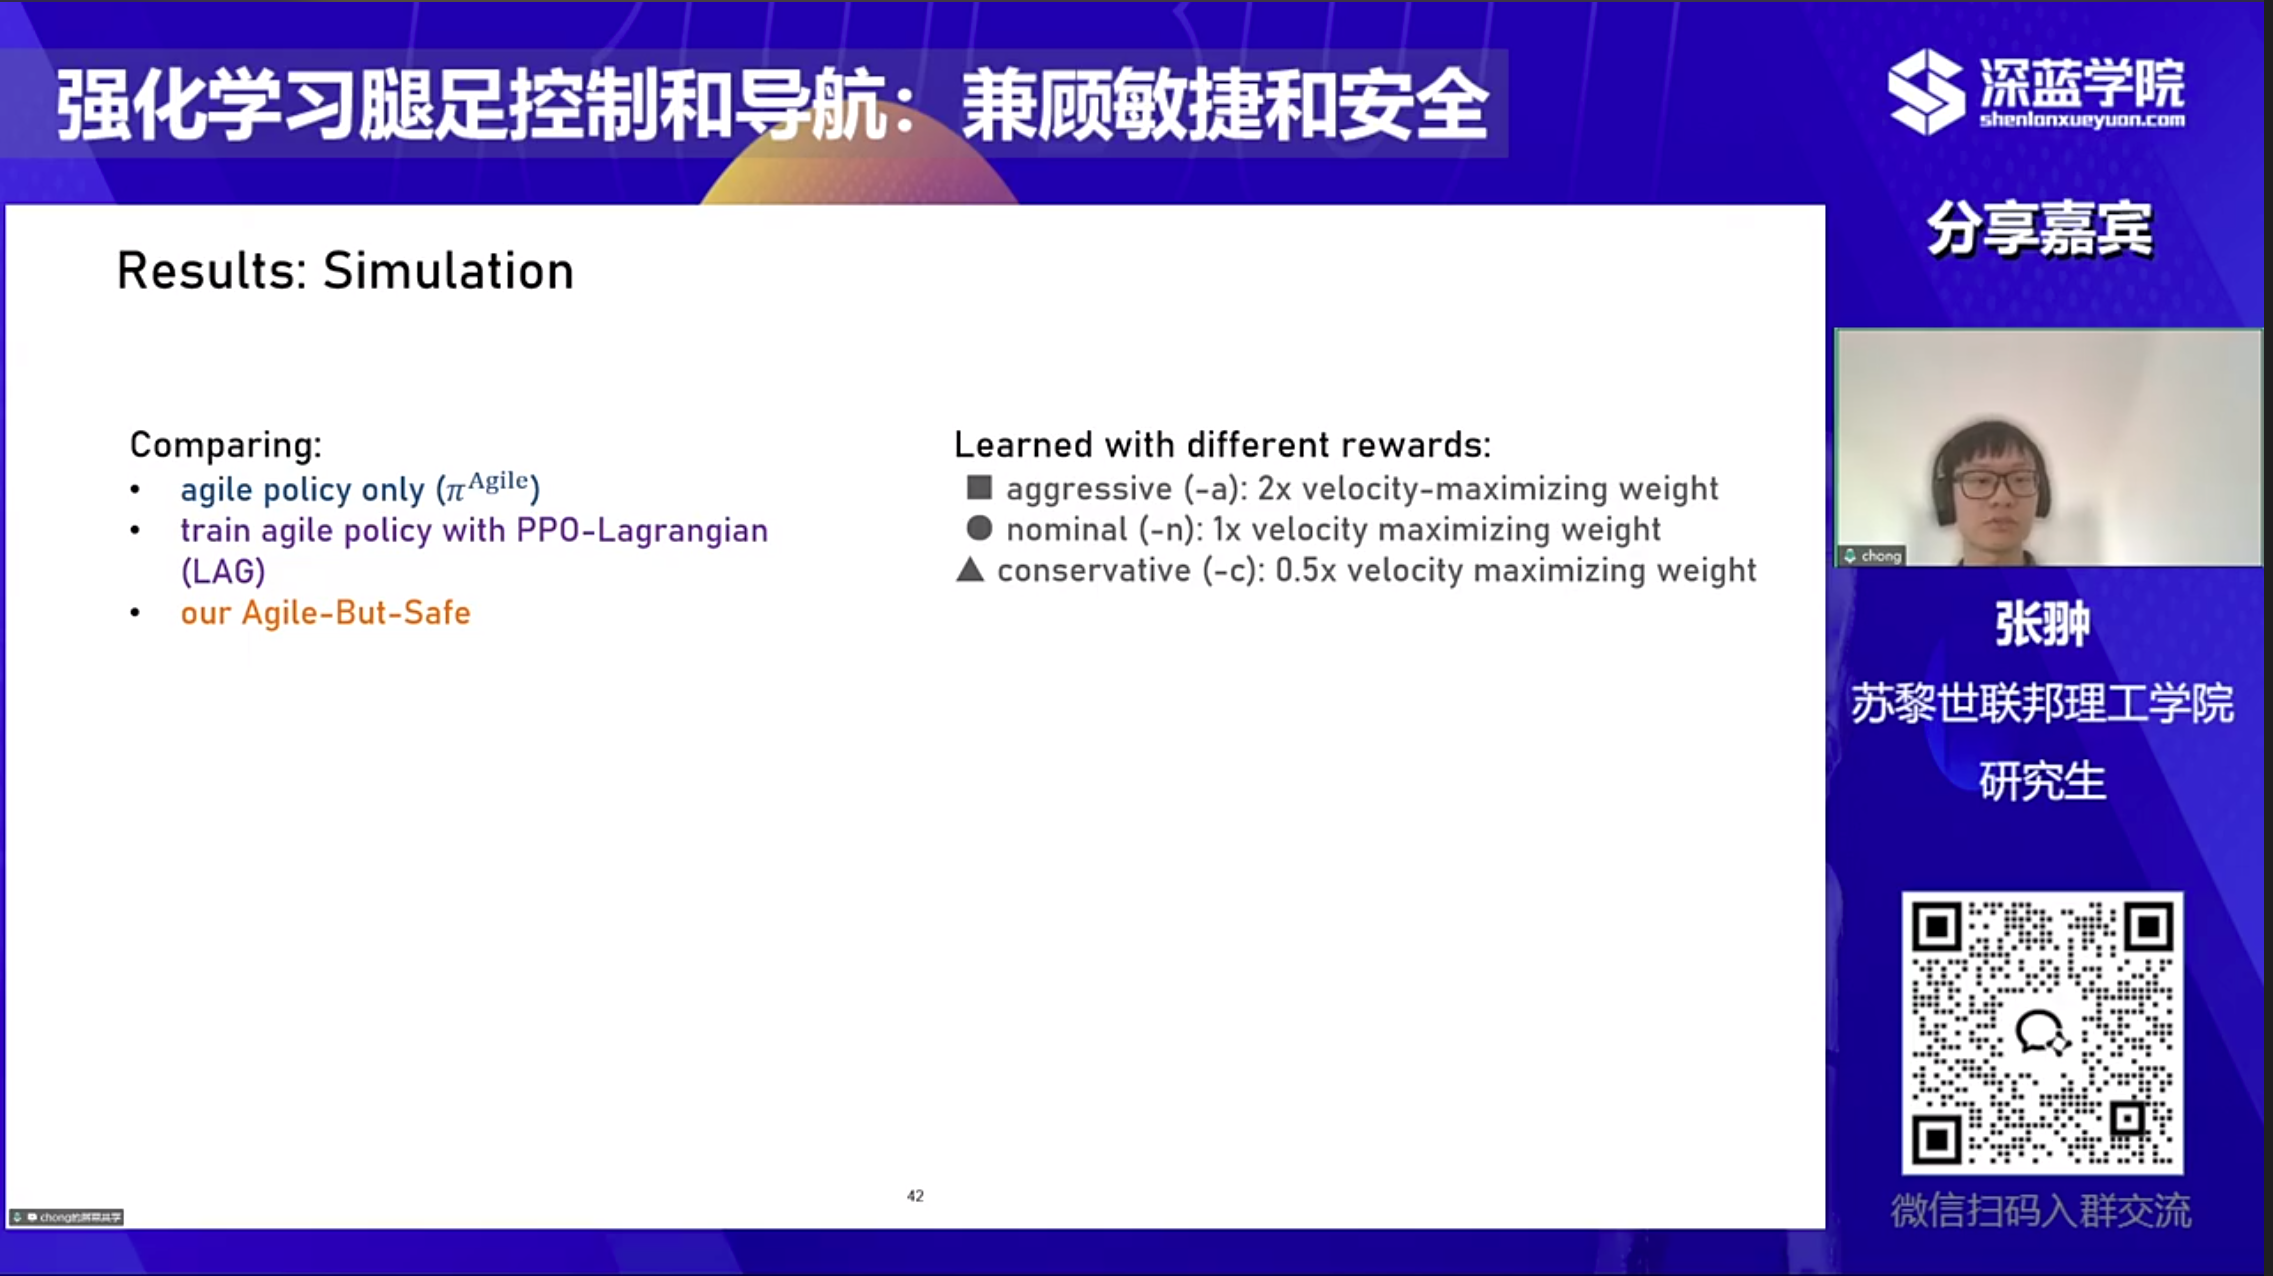 强化学习腿足控制和导航：兼顾敏捷和安全
深蓝学院
shenlanxueyuan.com
分享嘉宾
Results: Simulation
Comparing:
• agile policy only (π^Agile)
• train agile policy with PPO-Lagrangian
(LAG)
• our Agile-But-Safe
Learned with different rewards:
■ aggressive (-a): 2x velocity-maximizing weight
● nominal (-n): 1x velocity maximizing weight
▲ conservative (-c): 0.5x velocity maximizing weight
42
chong的屏幕共享
chong
张翀
苏黎世联邦理工学院
研究生
微信扫码入群交流